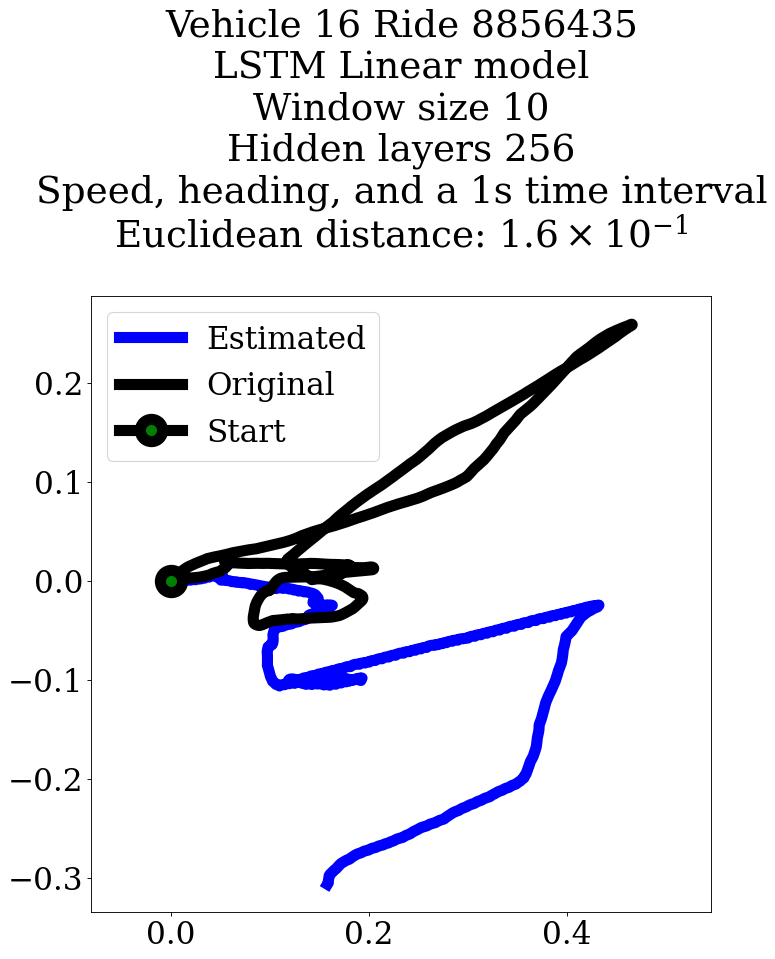 Vehicle 16 Ride 8856435
LSTM Linear model
Window size 10
Hidden layers 256
Speed, heading, and a 1s time interval
Euclidean distance: 1.6 × 10⁻¹
Estimated
Original
Start
0.2
0.1
0.0
−0.1
−0.2
−0.3
0.0 0.2 0.4